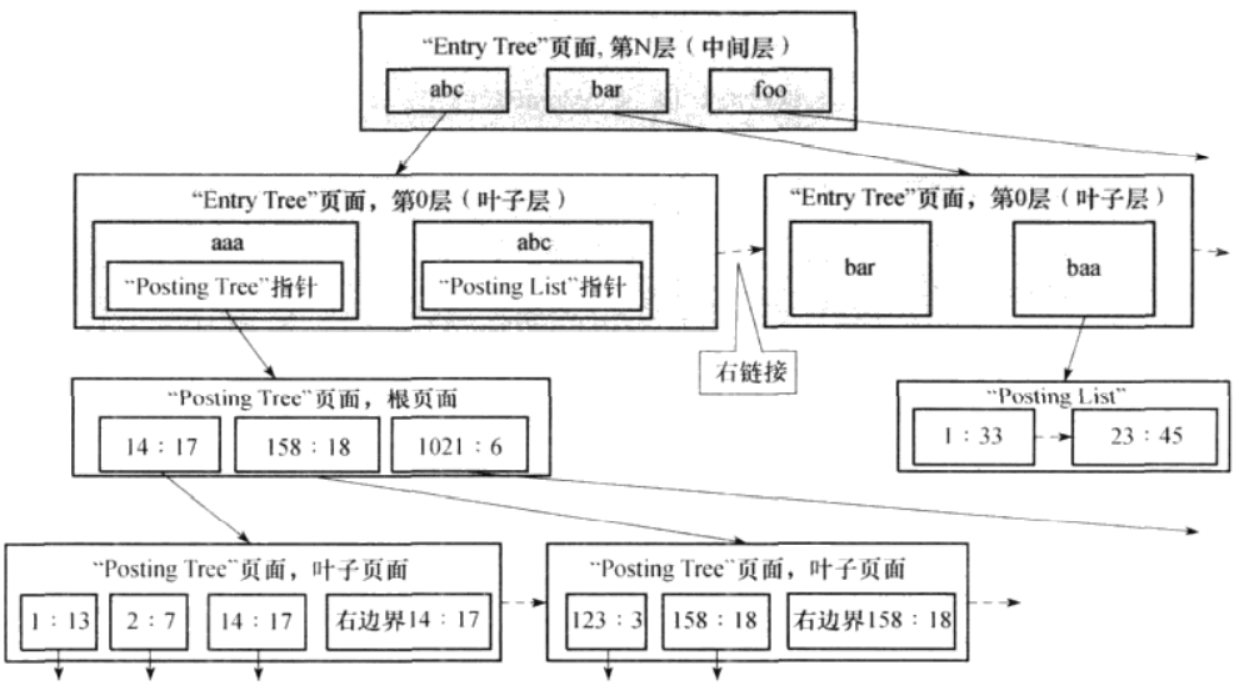 “Entry Tree”页面, 第N层（中间层）
abc bar foo
“Entry Tree”页面，第0层（叶子层）
aaa abc
“Posting Tree”指针 “Posting List”指针
“Entry Tree”页面，第0层（叶子层）
bar baa
右链接
“Posting Tree”页面，根页面
14：17 158：18 1021：6
“Posting List”
1：33 23：45
“Posting Tree”页面，叶子页面
1：13 2：7 14：17 右边界14：17
“Posting Tree”页面，叶子页面
123：3 158：18 右边界158：18